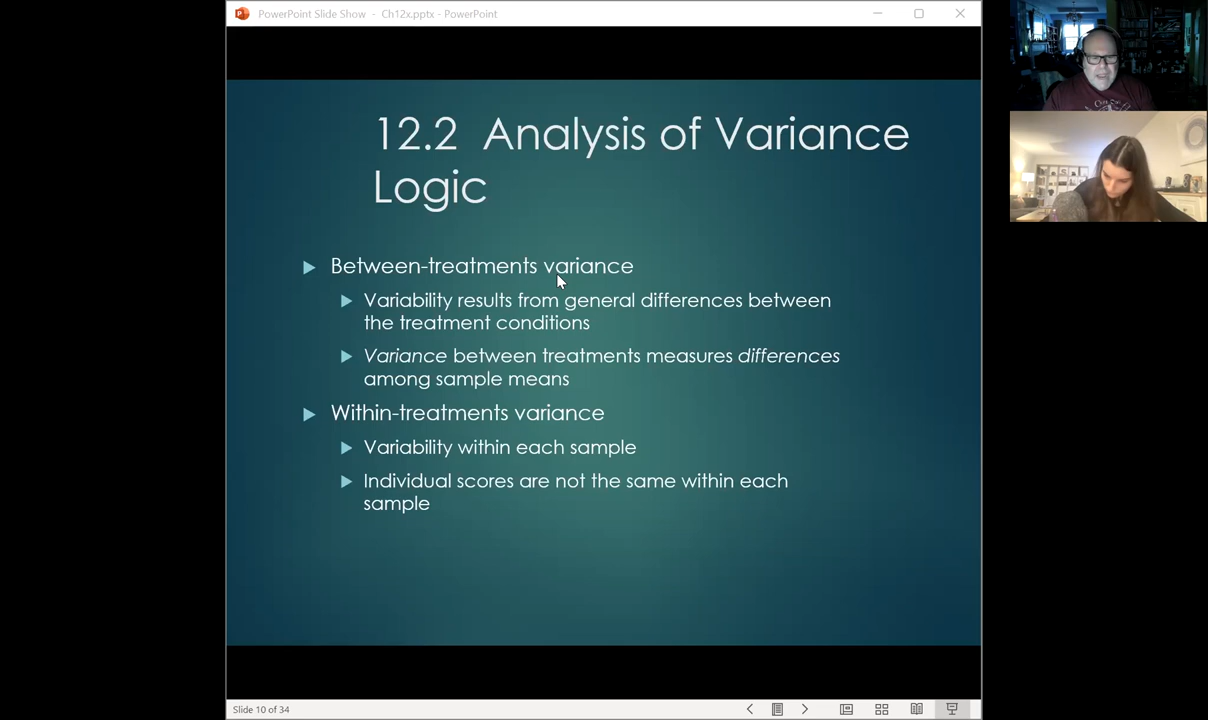 PowerPoint Slide Show - Ch12x.pptx - PowerPoint
12.2 Analysis of Variance
Logic
Between-treatments variance
Variability results from general differences between
the treatment conditions
Variance between treatments measures differences
among sample means
Within-treatments variance
Variability within each sample
Individual scores are not the same within each
sample
Slide 10 of 34